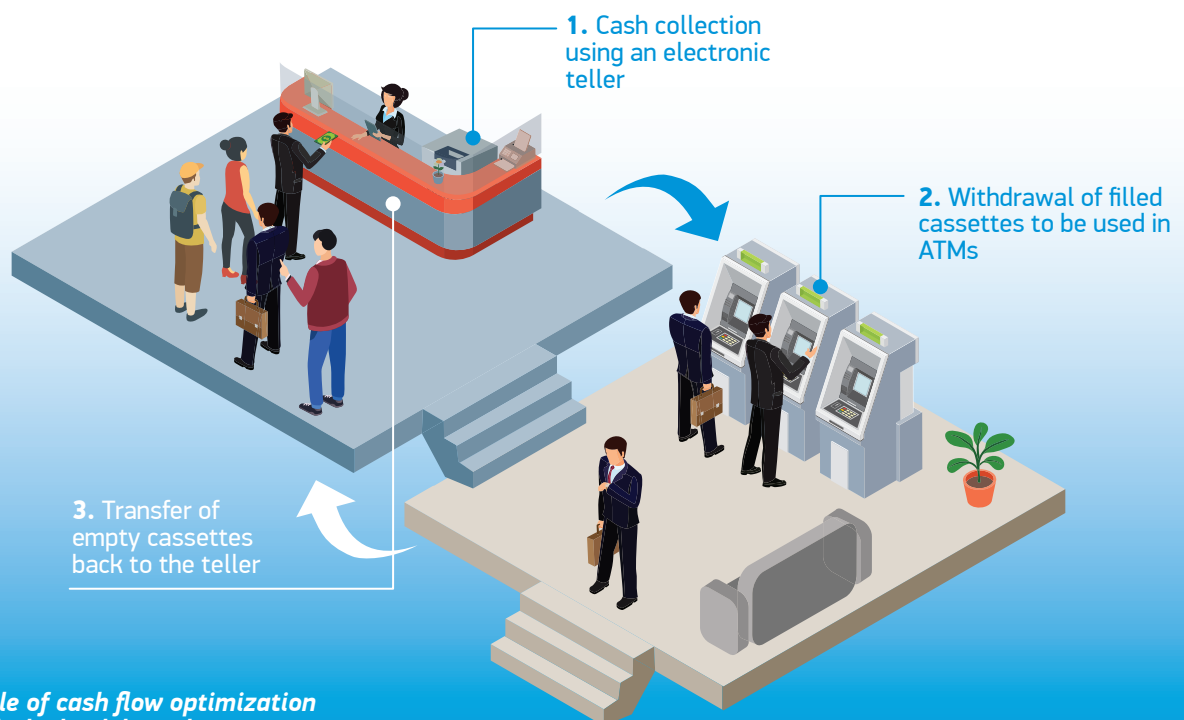 1. Cash collection
using an electronic
teller
2. Withdrawal of filled
cassettes to be used in
ATMs
3. Transfer of
empty cassettes
back to the teller
of cash flow optimization